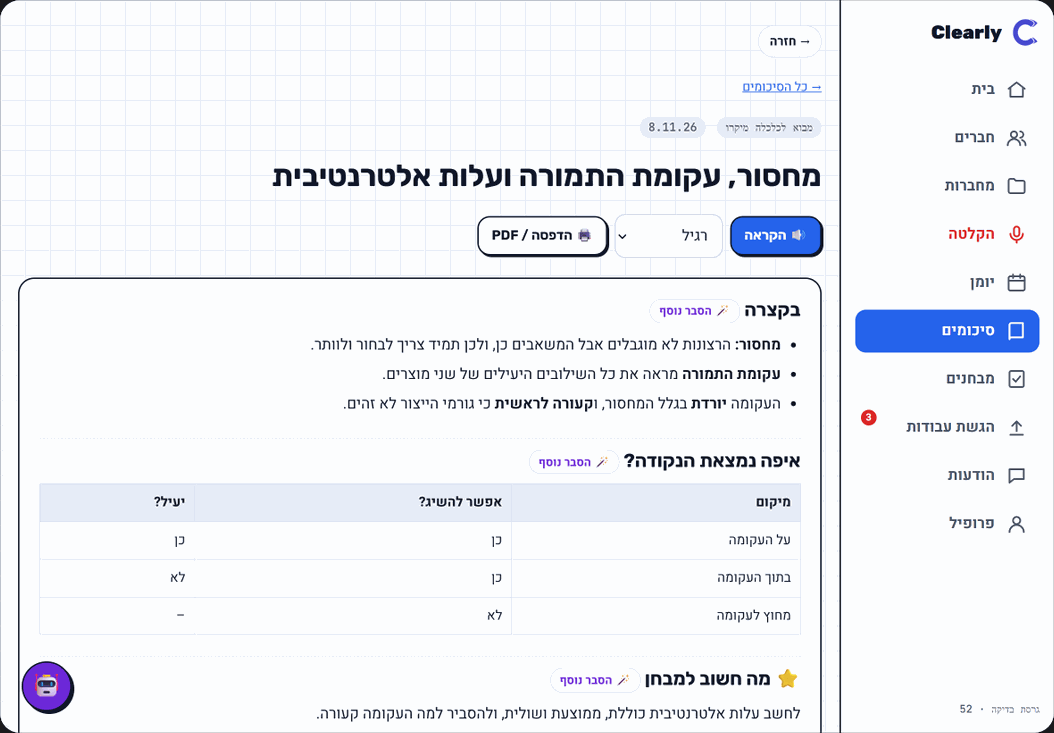 Clearly
בית
חברים
מחברות
הקלטה
יומן
סיכומים
מבחנים
הגשת עבודות 3
הודעות
פרופיל
גרסת בדיקה · 52
→ חזרה
→ כל הסיכומים
מבוא לכלכלה מיקרו 8.11.26
מחסור, עקומת התמורה ועלות אלטרנטיבית
הקראה רגיל הדפסה / PDF
בקצרה הסבר נוסף
• מחסור: הרצונות לא מוגבלים אבל המשאבים כן, ולכן תמיד צריך לבחור ולוותר.
• עקומת התמורה מראה את כל השילובים היעילים של שני מוצרים.
• העקומה יורדת בגלל המחסור, וקעורה לראשית כי גורמי הייצור לא זהים.
איפה נמצאת הנקודה? הסבר נוסף
מיקום אפשר להשיג? יעיל?
על העקומה כן כן
בתוך העקומה כן לא
מחוץ לעקומה לא –
מה חשוב למבחן הסבר נוסף
לחשב עלות אלטרנטיבית כוללת, ממוצעת ושולית, ולהסביר למה העקומה קעורה.